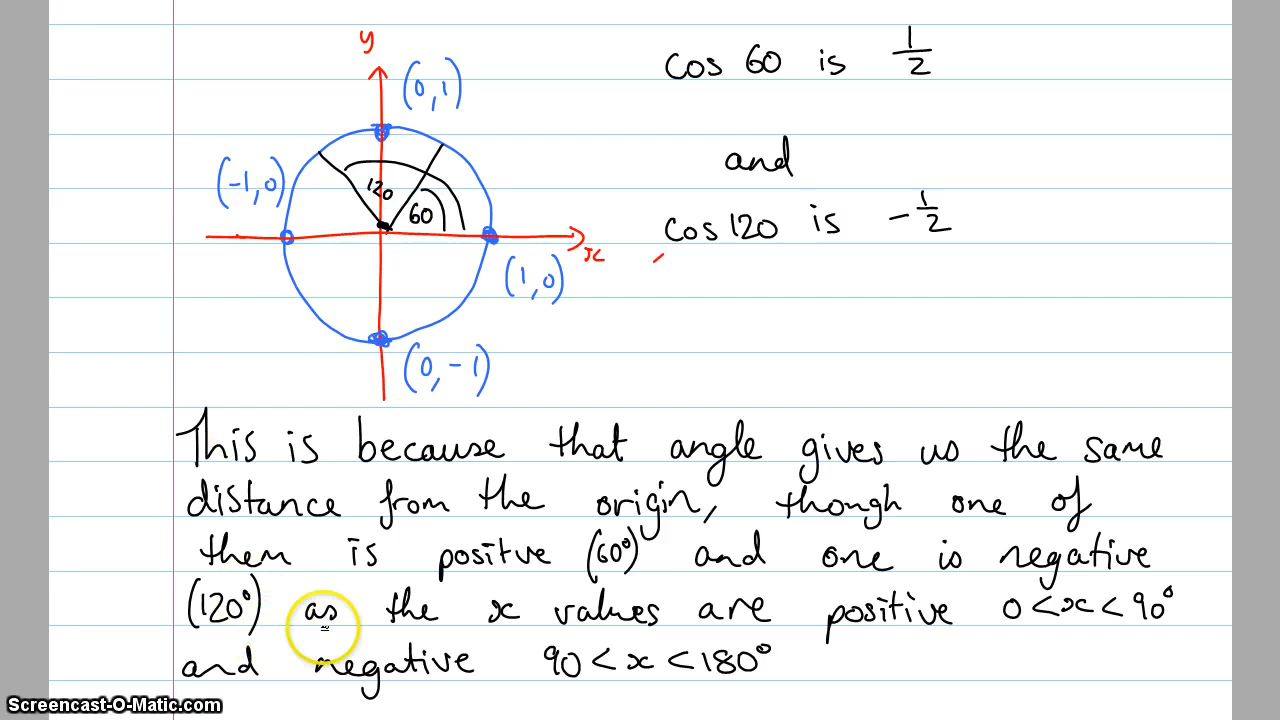 y
(0, 1)
cos 60 is 1/2
and
(-1, 0)
120
60
cos 120 is -1/2
x
(1, 0)
(0, -1)
This is because that angle gives us the same
distance from the origin, though one of
them is positve (60°) and one is negative
(120°) as the x values are positive 0 < x < 90°
and negative 90 < x < 180°
Screencast-O-Matic.com